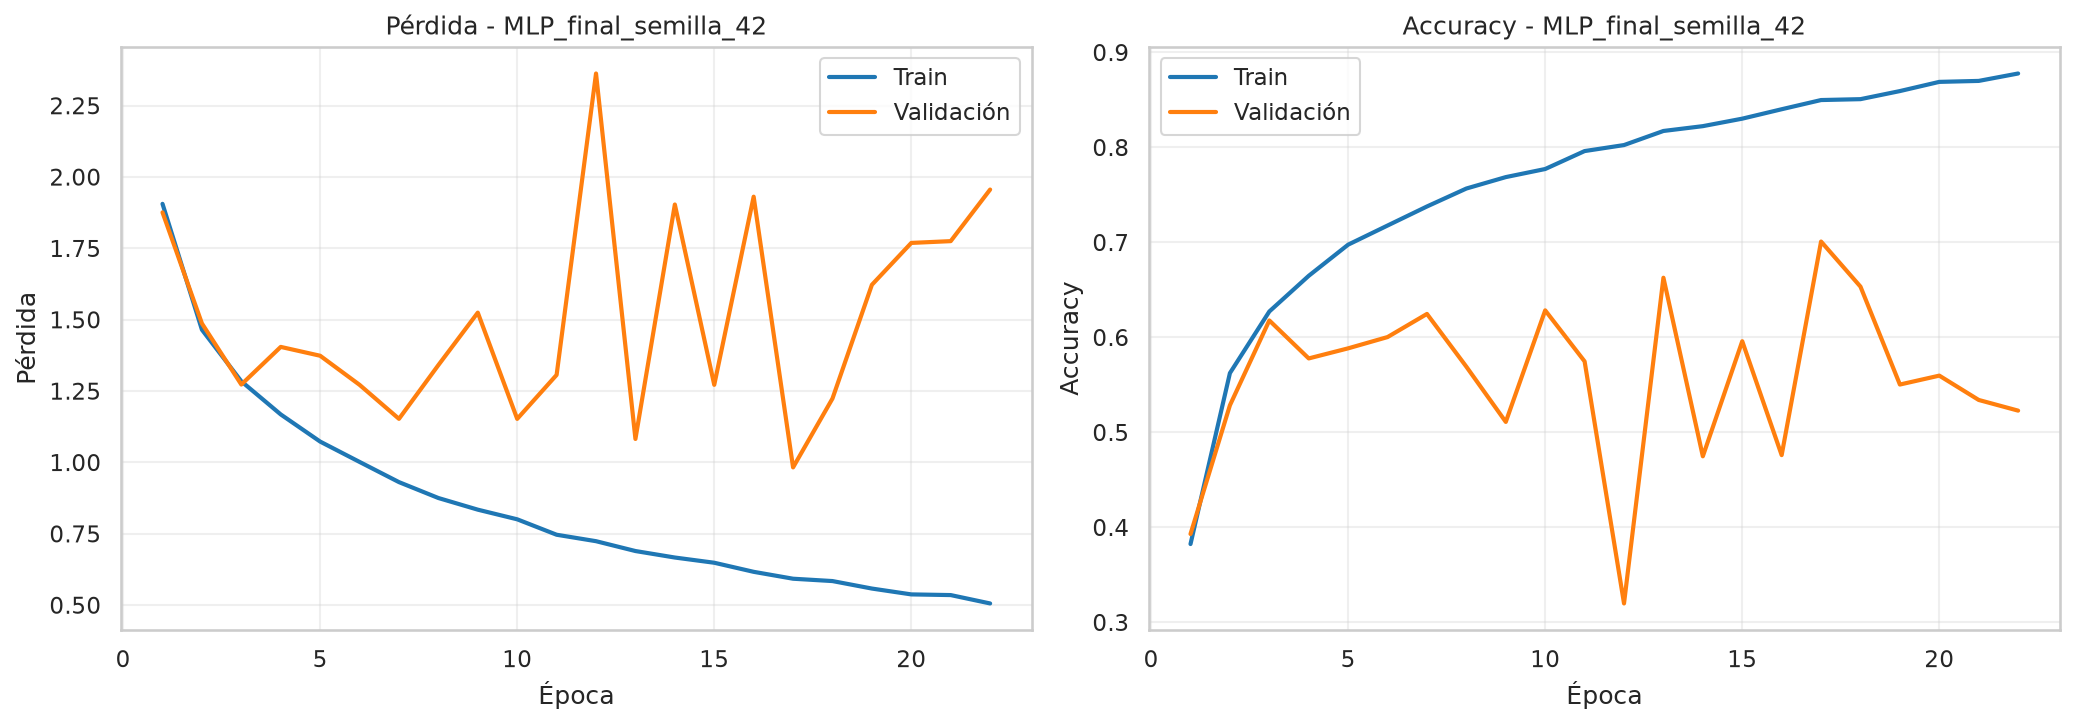 Pérdida - MLP_final_semilla_42
Train
Validación
2.25
2.00
1.75
1.50
1.25
1.00
0.75
0.50
Pérdida
0
5
10
15
20
Época
Accuracy - MLP_final_semilla_42
Train
Validación
0.9
0.8
0.7
0.6
0.5
0.4
0.3
Accuracy
0
5
10
15
20
Época